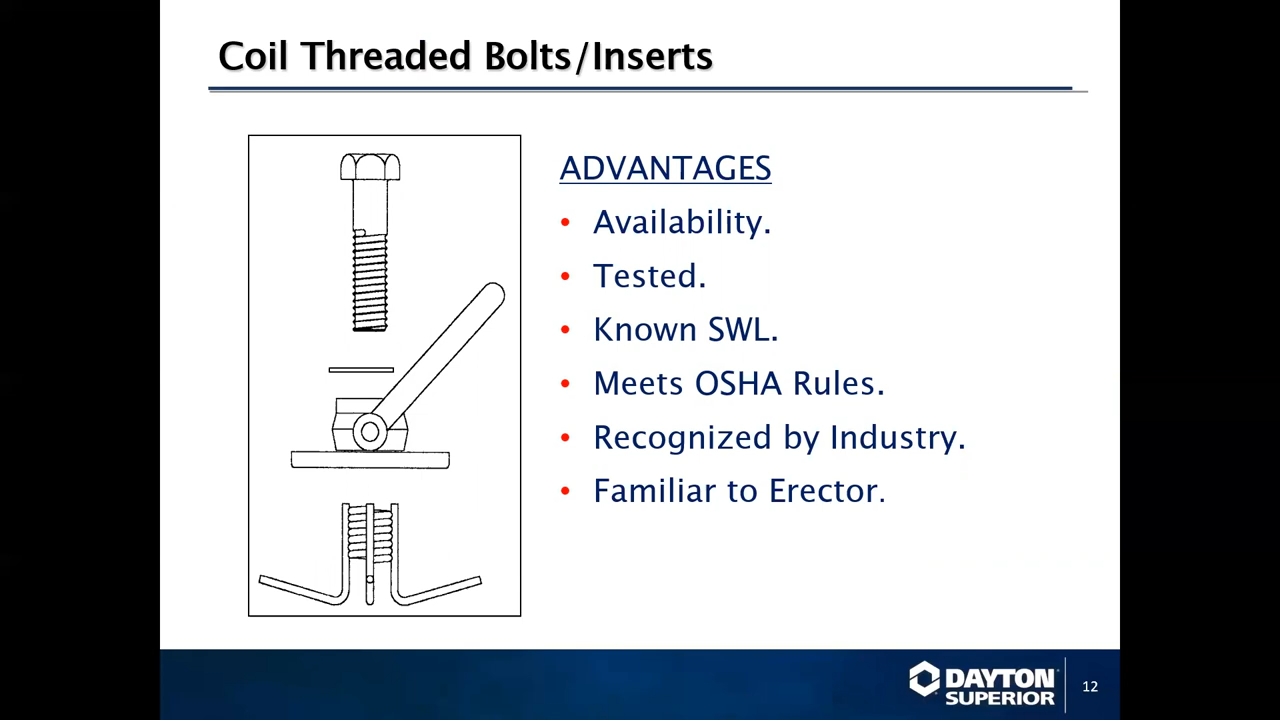 Coil Threaded Bolts/Inserts
ADVANTAGES
• Availability.
• Tested.
• Known SWL.
• Meets OSHA Rules.
• Recognized by Industry.
• Familiar to Erector.
DAYTON
SUPERIOR
12